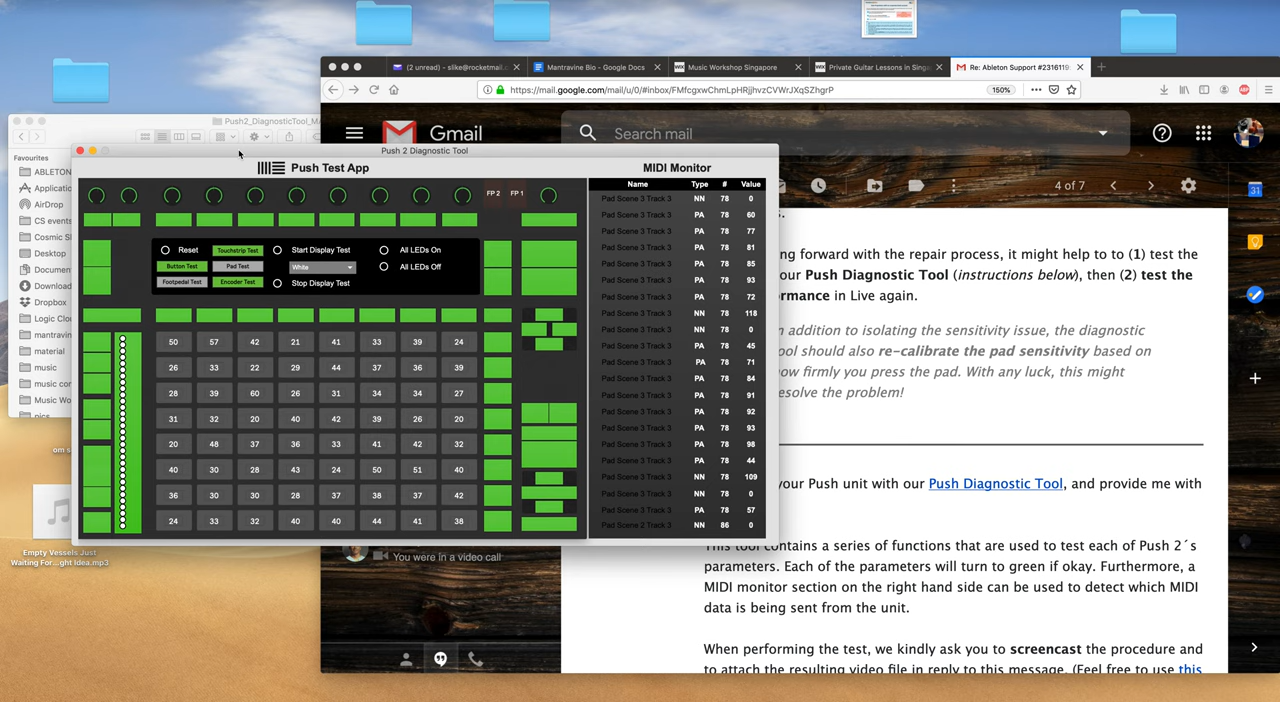 (2 unread) - slike@rocketmail.c
Mantravine Bio - Google Docs
Music Workshop Singapore
Private Guitar Lessons in Singa
Re: Ableton Support #2316119
https://mail.google.com/mail/u/0/#inbox/FMfcgxwChmLpHRjjhvzCVWrJXqSZhgrP
150%
Gmail
Search mail
4 of 7
31
Push2_DiagnosticTool_MA
Favourites
ABLETON
Applicatio
AirDrop
CS events
Cosmic S
Desktop
Document
Download
Dropbox
Logic Clo
mantravin
material
music
music con
Music Wo
pics
om s
Empty Vessels Just
Waiting For...ght Idea.mp3
Push 2 Diagnostic Tool
Push Test App
MIDI Monitor
FP 2
FP 1
Reset
Touchstrip Test
Start Display Test
All LEDs On
Button Test
Pad Test
White
All LEDs Off
Footpedal Test
Encoder Test
Stop Display Test
50 57 42 21 41 33 39 24
26 33 22 29 44 37 36 39
28 39 60 26 31 34 20 27
31 32 20 40 42 39 26 20
20 48 37 36 33 41 42 32
40 30 28 43 24 50 51 40
36 30 30 28 38 31 37 42
24 33 32 40 40 44 41 38
Name Type # Value
Pad Scene 3 Track 3 NN 78 0
Pad Scene 3 Track 3 PA 78 60
Pad Scene 3 Track 3 PA 78 77
Pad Scene 3 Track 3 PA 78 81
Pad Scene 3 Track 3 PA 78 85
Pad Scene 3 Track 3 PA 78 93
Pad Scene 3 Track 3 PA 78 72
Pad Scene 3 Track 3 NN 78 118
Pad Scene 3 Track 3 NN 78 0
Pad Scene 3 Track 3 PA 78 45
Pad Scene 3 Track 3 PA 78 98
Pad Scene 3 Track 3 PA 78 71
Pad Scene 3 Track 3 PA 78 84
Pad Scene 3 Track 3 PA 78 91
Pad Scene 3 Track 3 PA 78 92
Pad Scene 3 Track 3 PA 78 93
Pad Scene 3 Track 3 PA 78 98
Pad Scene 3 Track 3 PA 78 44
Pad Scene 3 Track 3 NN 78 109
Pad Scene 3 Track 3 NN 78 0
Pad Scene 3 Track 3 PA 78 57
Pad Scene 2 Track 3 NN 86 0
ng forward with the repair process, it might help to to (1) test the
our Push Diagnostic Tool (instructions below), then (2) test the
rmance in Live again.
n addition to isolating the sensitivity issue, the diagnostic
ool should also re-calibrate the pad sensitivity based on
ow firmly you press the pad. With any luck, this might
esolve the problem!
your Push unit with our Push Diagnostic Tool, and provide me with
This tool contains a series of functions that are used to test each of Push 2´s
parameters. Each of the parameters will turn to green if okay. Furthermore, a
MIDI monitor section on the right hand side can be used to detect which MIDI
data is being sent from the unit.
When performing the test, we kindly ask you to screencast the procedure and
to attach the resulting video file in reply to this message. (Feel free to use this
You were in a video call